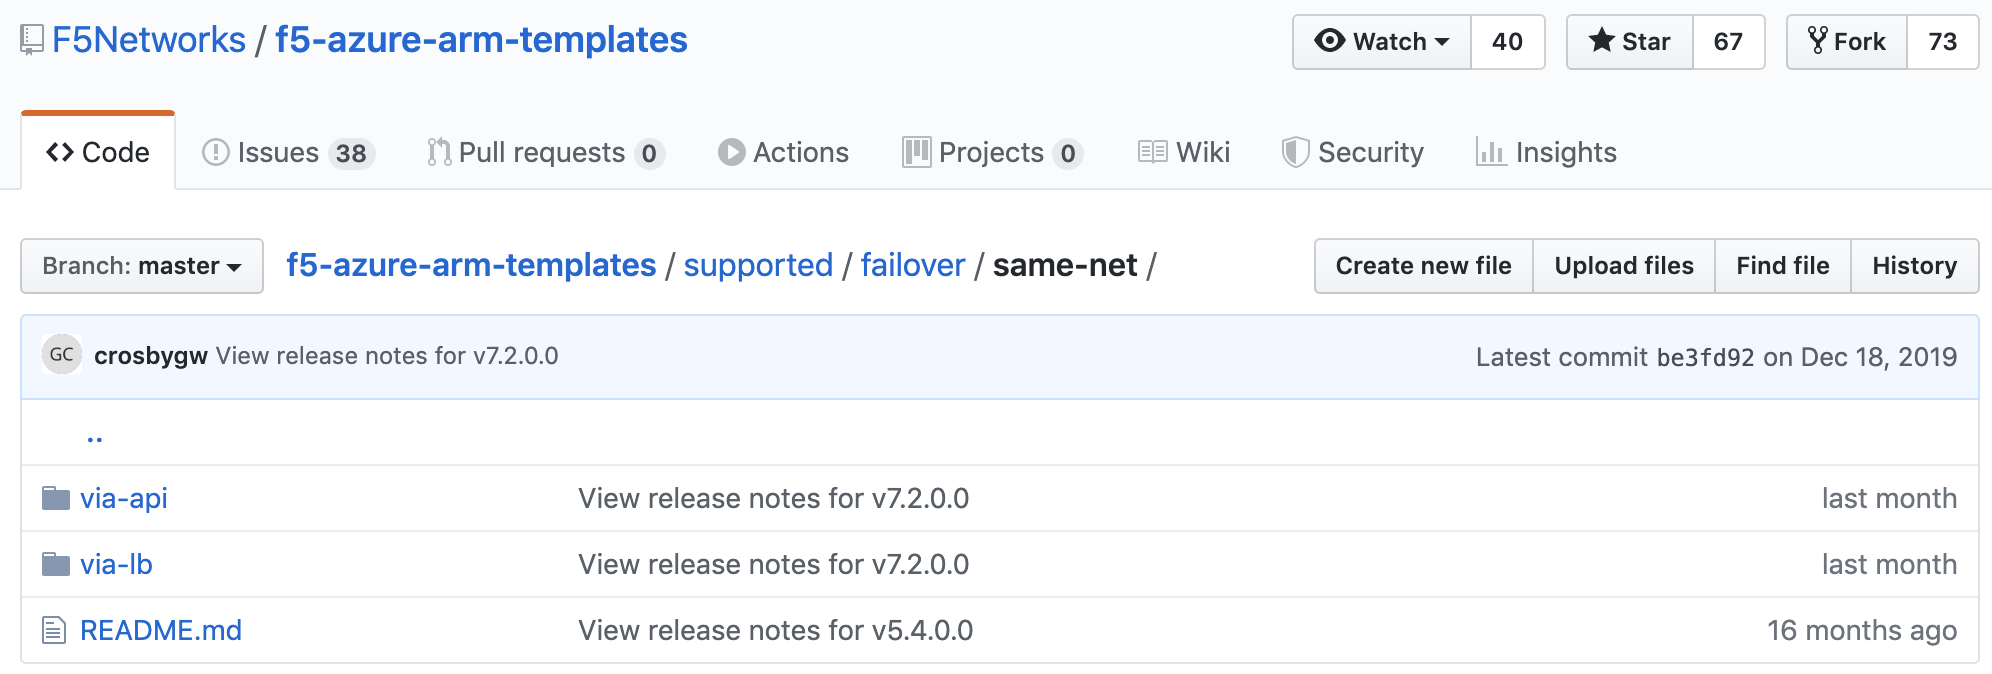 F5Networks / f5-azure-arm-templates Watch 40 Star 67 Fork 73
Code Issues 38 Pull requests 0 Actions Projects 0 Wiki Security Insights
Branch: master f5-azure-arm-templates / supported / failover / same-net / Create new file Upload files Find file History
GC crosbygw View release notes for v7.2.0.0 Latest commit be3fd92 on Dec 18, 2019
..
via-api View release notes for v7.2.0.0 last month
via-lb View release notes for v7.2.0.0 last month
README.md View release notes for v5.4.0.0 16 months ago